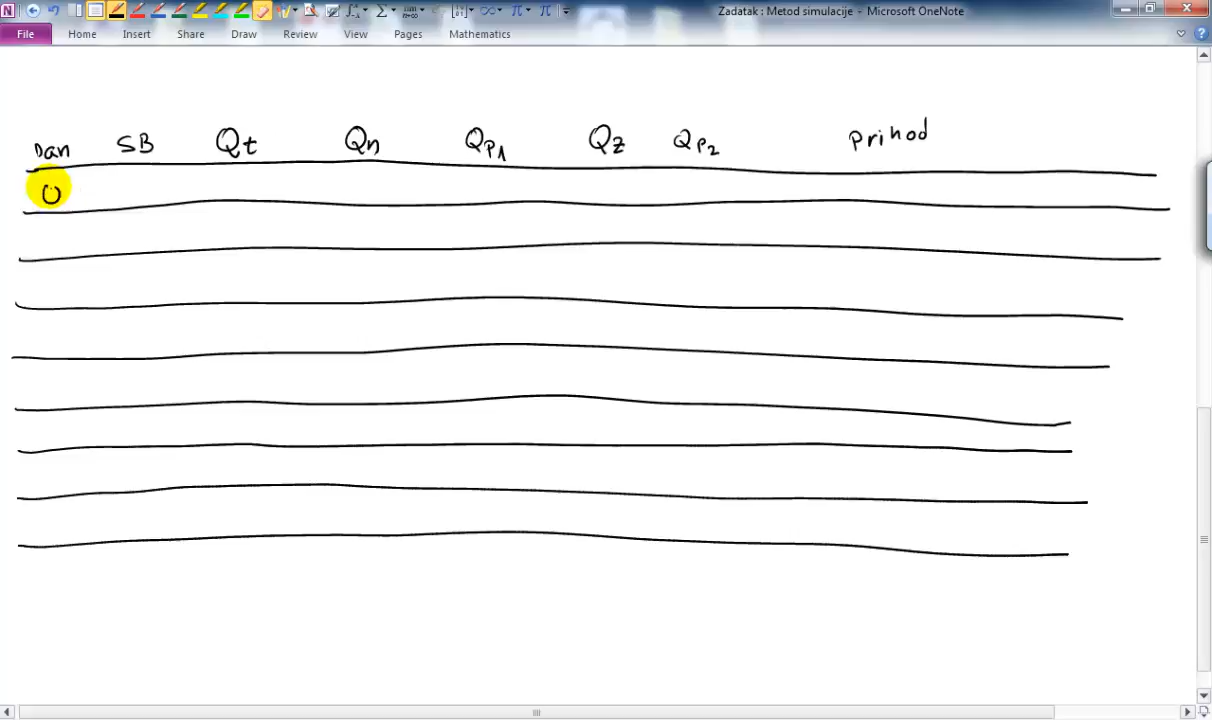 Zadatak : Metod simulacije - Microsoft OneNote
File Home Insert Share Draw Review View Pages Mathematics
Dan SB Qt Qn Qp1 Qz Qp2 prihod
0